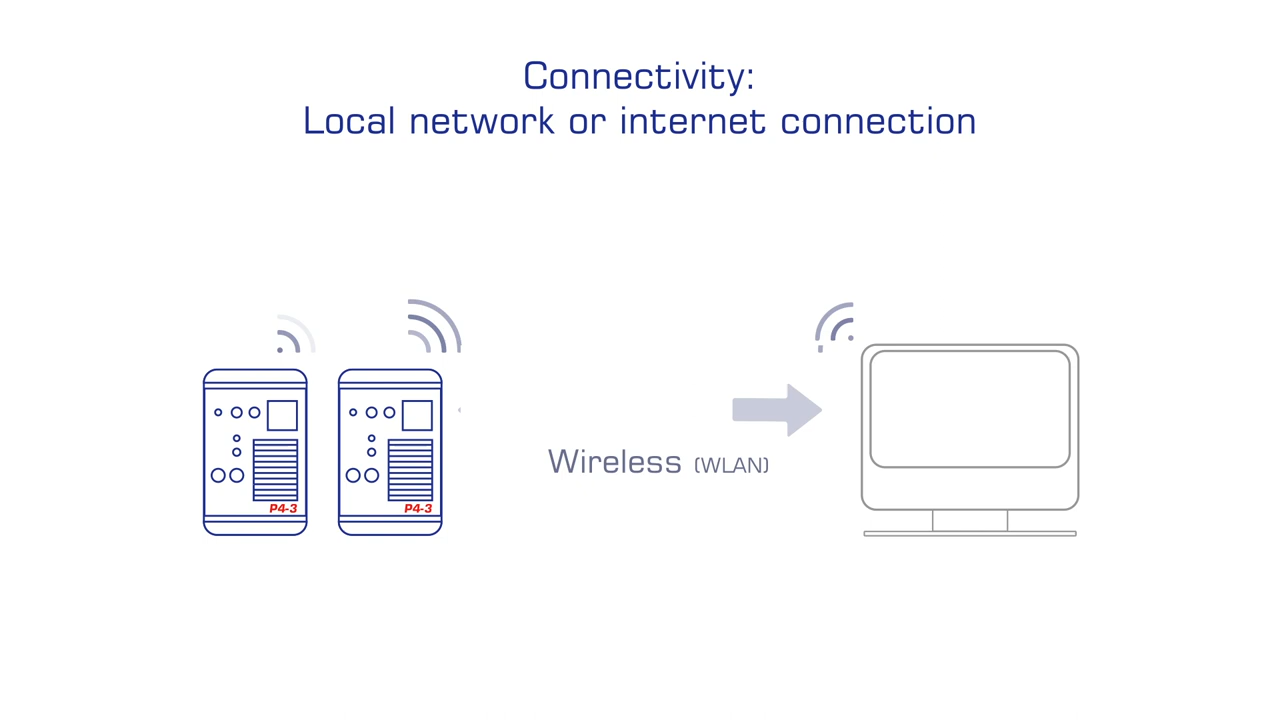 Connectivity:
Local network or internet connection
Wireless (WLAN)
P4-3
P4-3